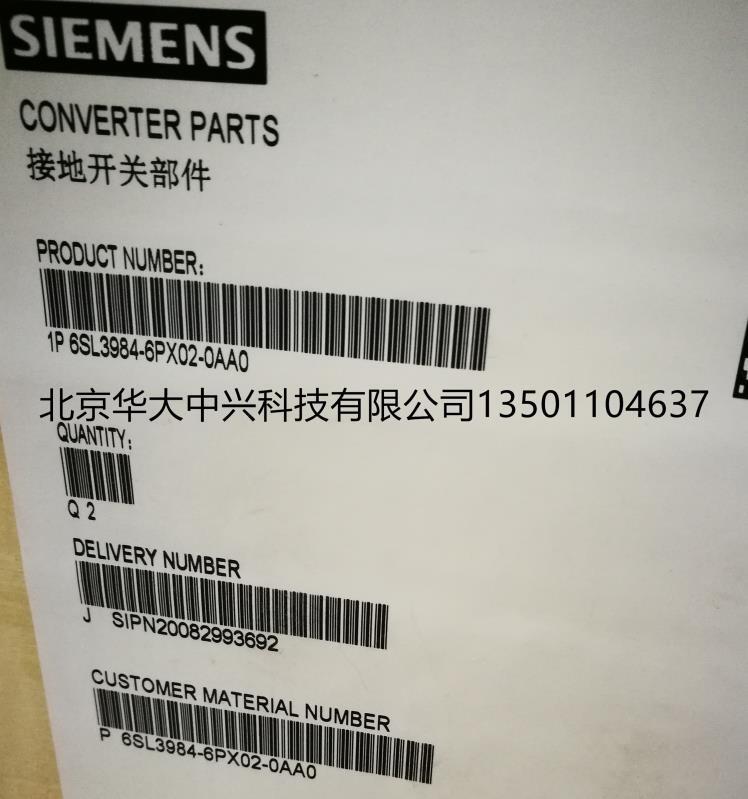 SIEMENS
CONVERTER PARTS
接地开关部件
PRODUCT NUMBER:
1P 6SL3984-6PX02-0AA0
北京华大中兴科技有限公司13501104637
QUANTITY:
Q 2
DELIVERY NUMBER
J SIPN20082993692
CUSTOMER MATERIAL NUMBER
P 6SL3984-6PX02-0AA0